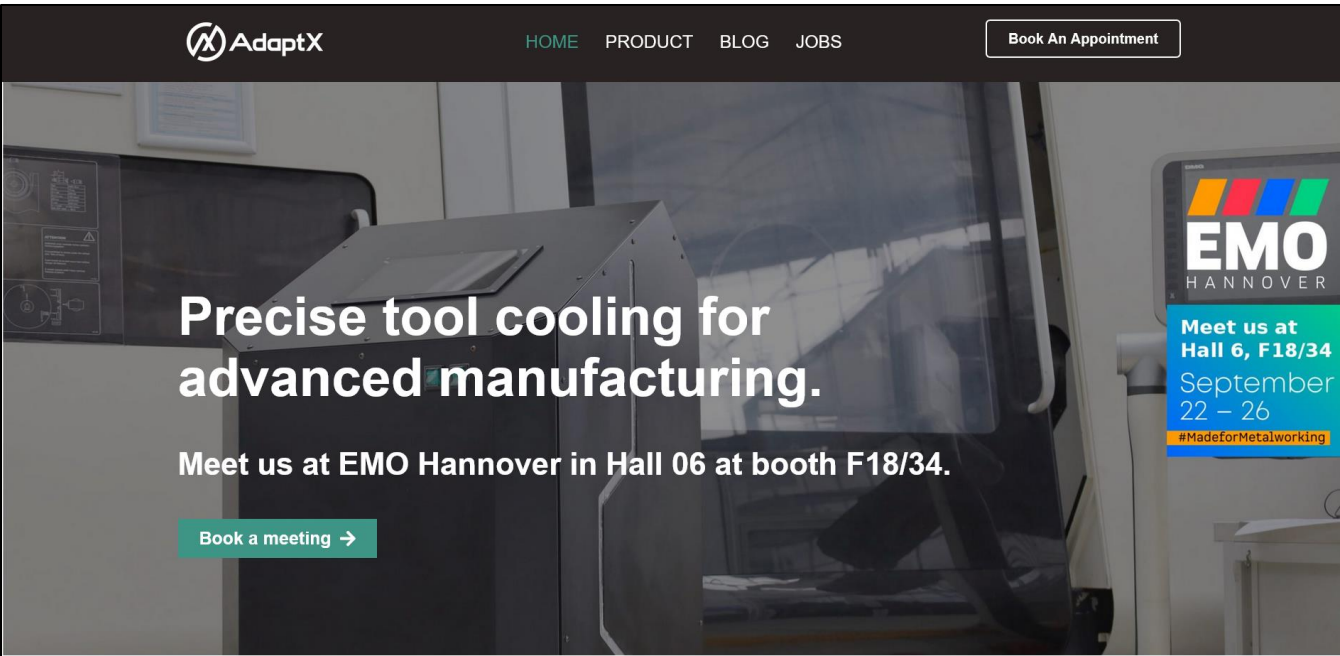 AdaptX
HOME PRODUCT BLOG JOBS
Book An Appointment
EMO
HANNOVER
Precise tool cooling for
advanced manufacturing.
Meet us at EMO Hannover in Hall 06 at booth F18/34.
Book a meeting →
Meet us at
Hall 6, F18/34
September
22 – 26
#MadeforMetalworking